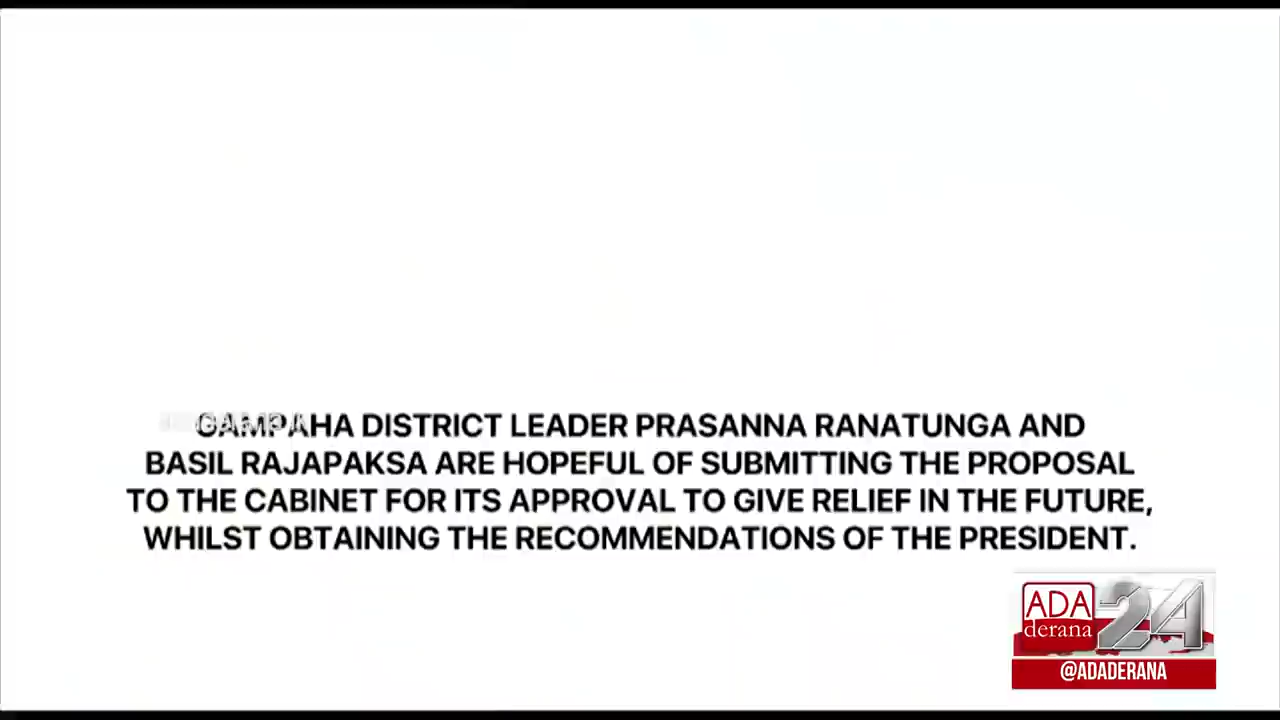 GAMPAHA DISTRICT LEADER PRASANNA RANATUNGA AND
BASIL RAJAPAKSA ARE HOPEFUL OF SUBMITTING THE PROPOSAL
TO THE CABINET FOR ITS APPROVAL TO GIVE RELIEF IN THE FUTURE,
WHILST OBTAINING THE RECOMMENDATIONS OF THE PRESIDENT.
ADA
derana
24
@ADADERANA